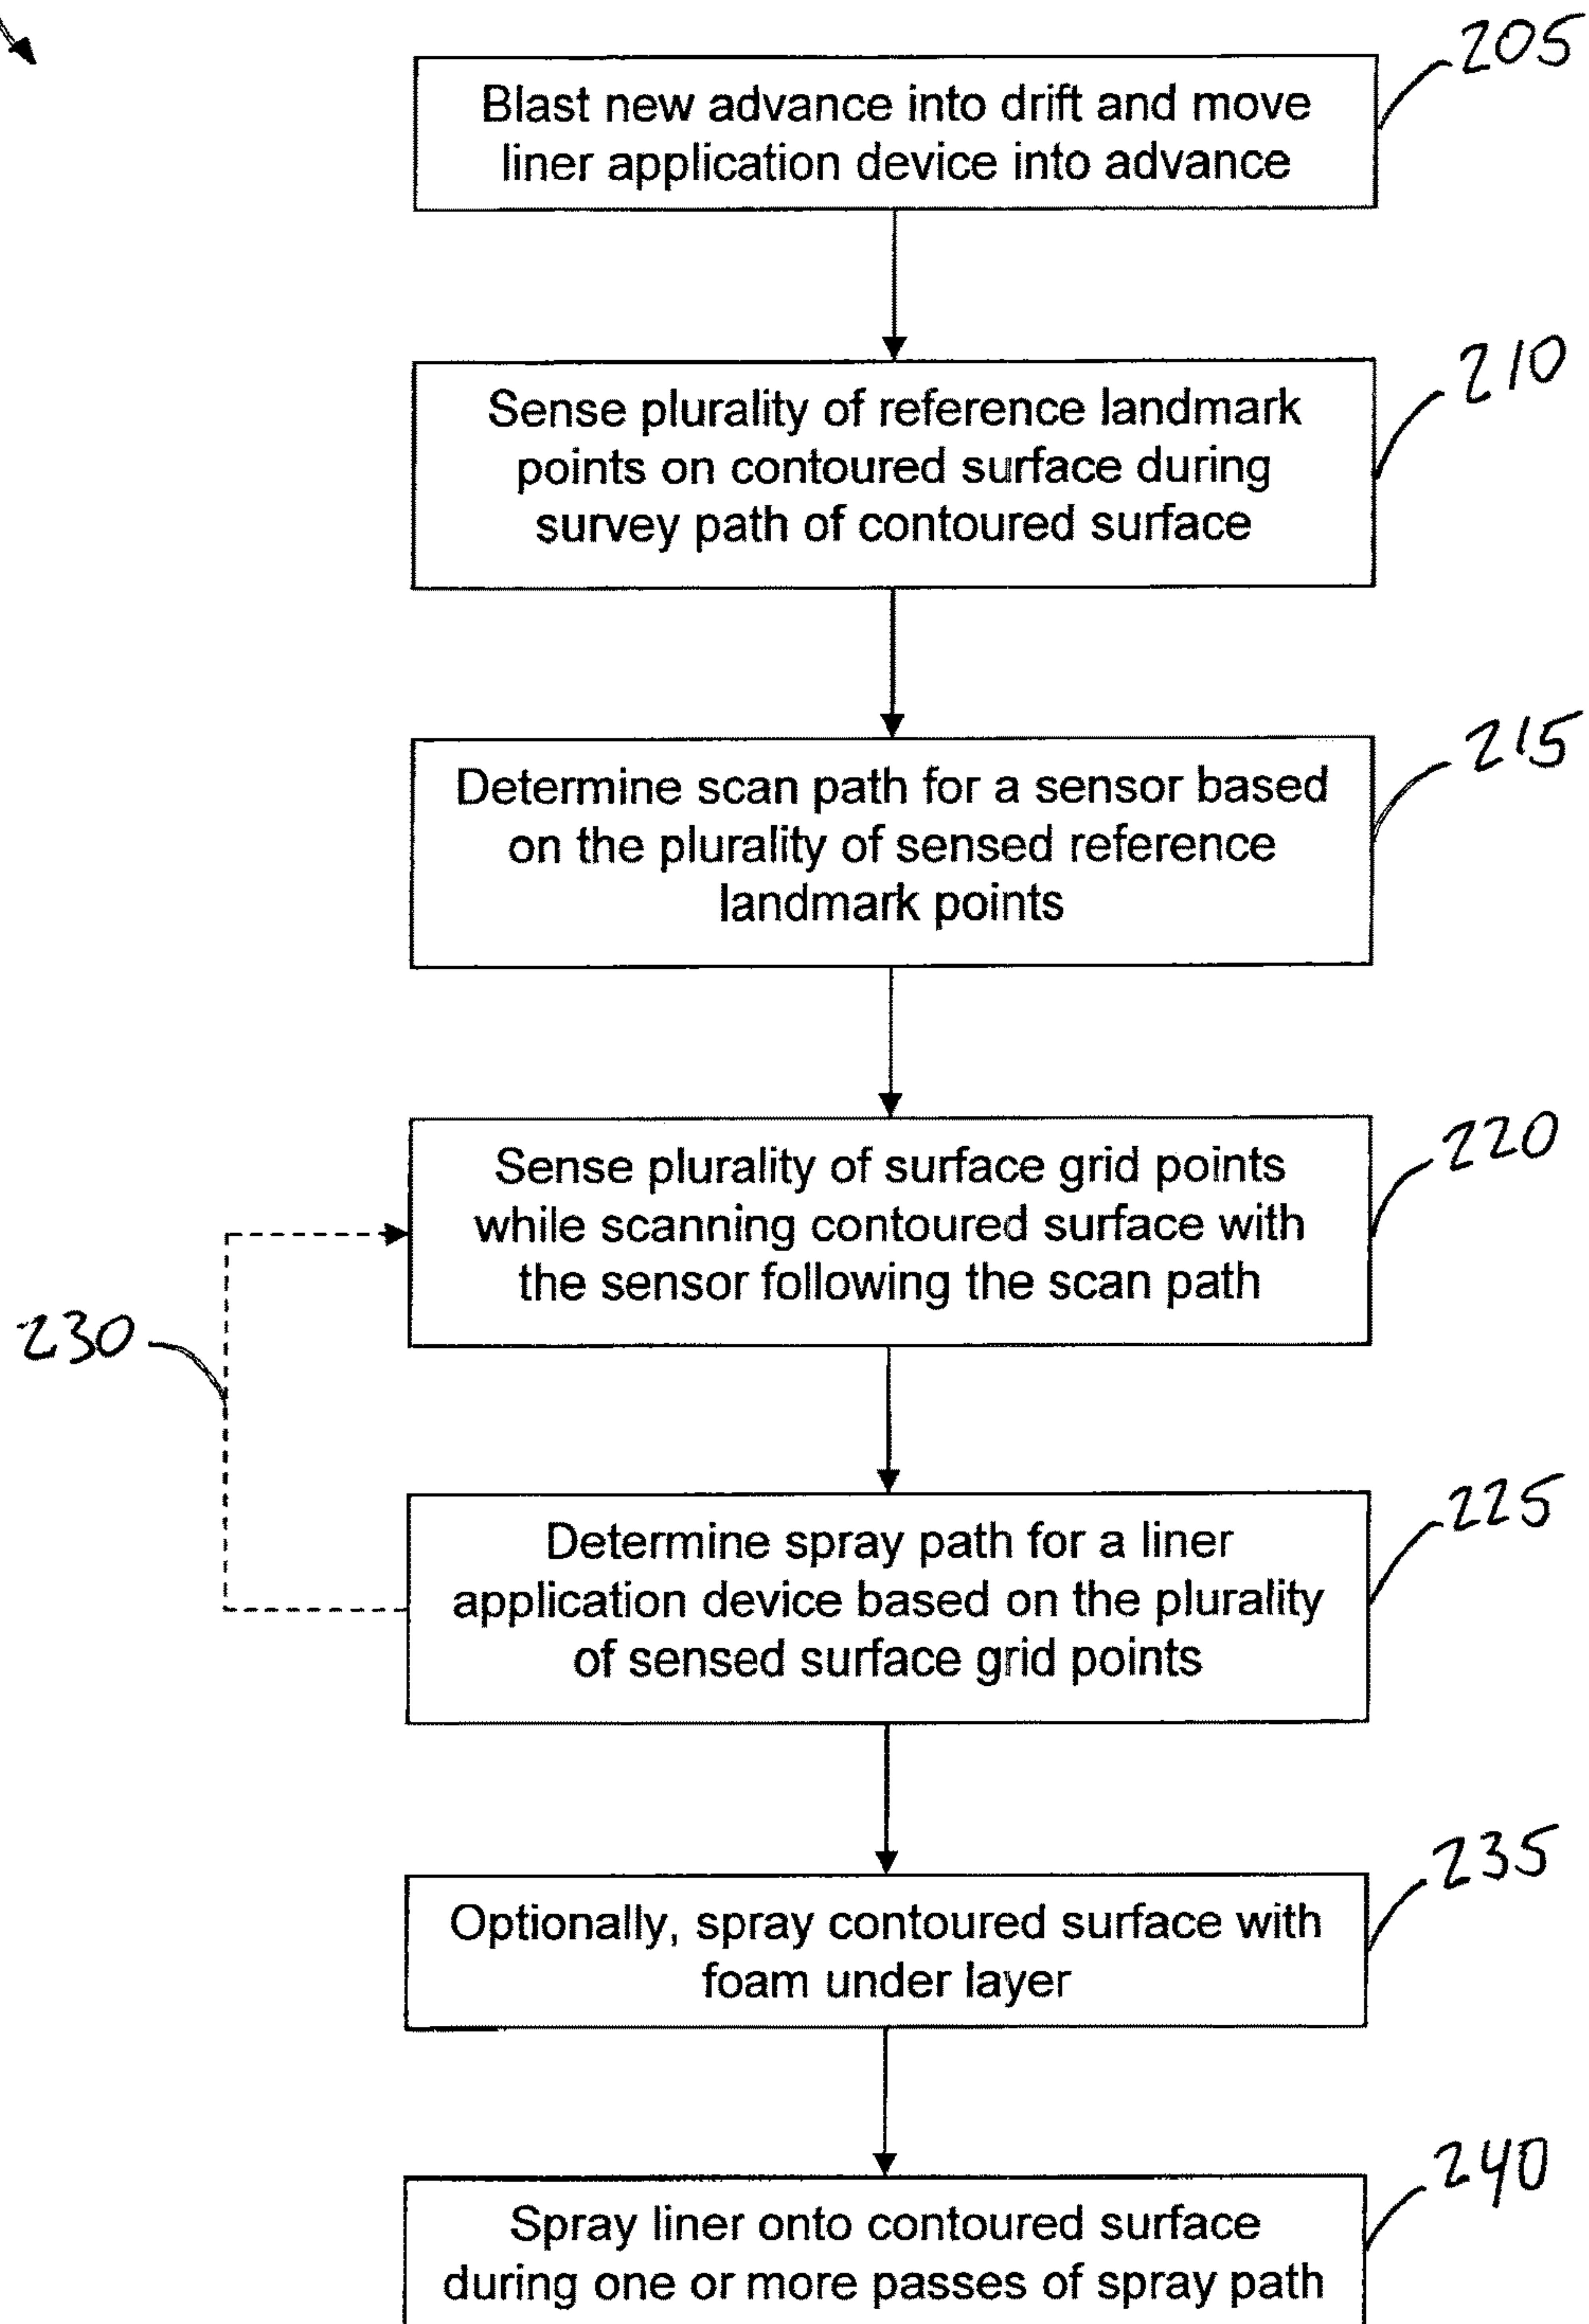 205
Blast new advance into drift and move
liner application device into advance
210
Sense plurality of reference landmark
points on contoured surface during
survey path of contoured surface
215
Determine scan path for a sensor based
on the plurality of sensed reference
landmark points
220
Sense plurality of surface grid points
while scanning contoured surface with
the sensor following the scan path
230
225
Determine spray path for a liner
application device based on the plurality
of sensed surface grid points
235
Optionally, spray contoured surface with
foam under layer
240
Spray liner onto contoured surface
during one or more passes of spray path